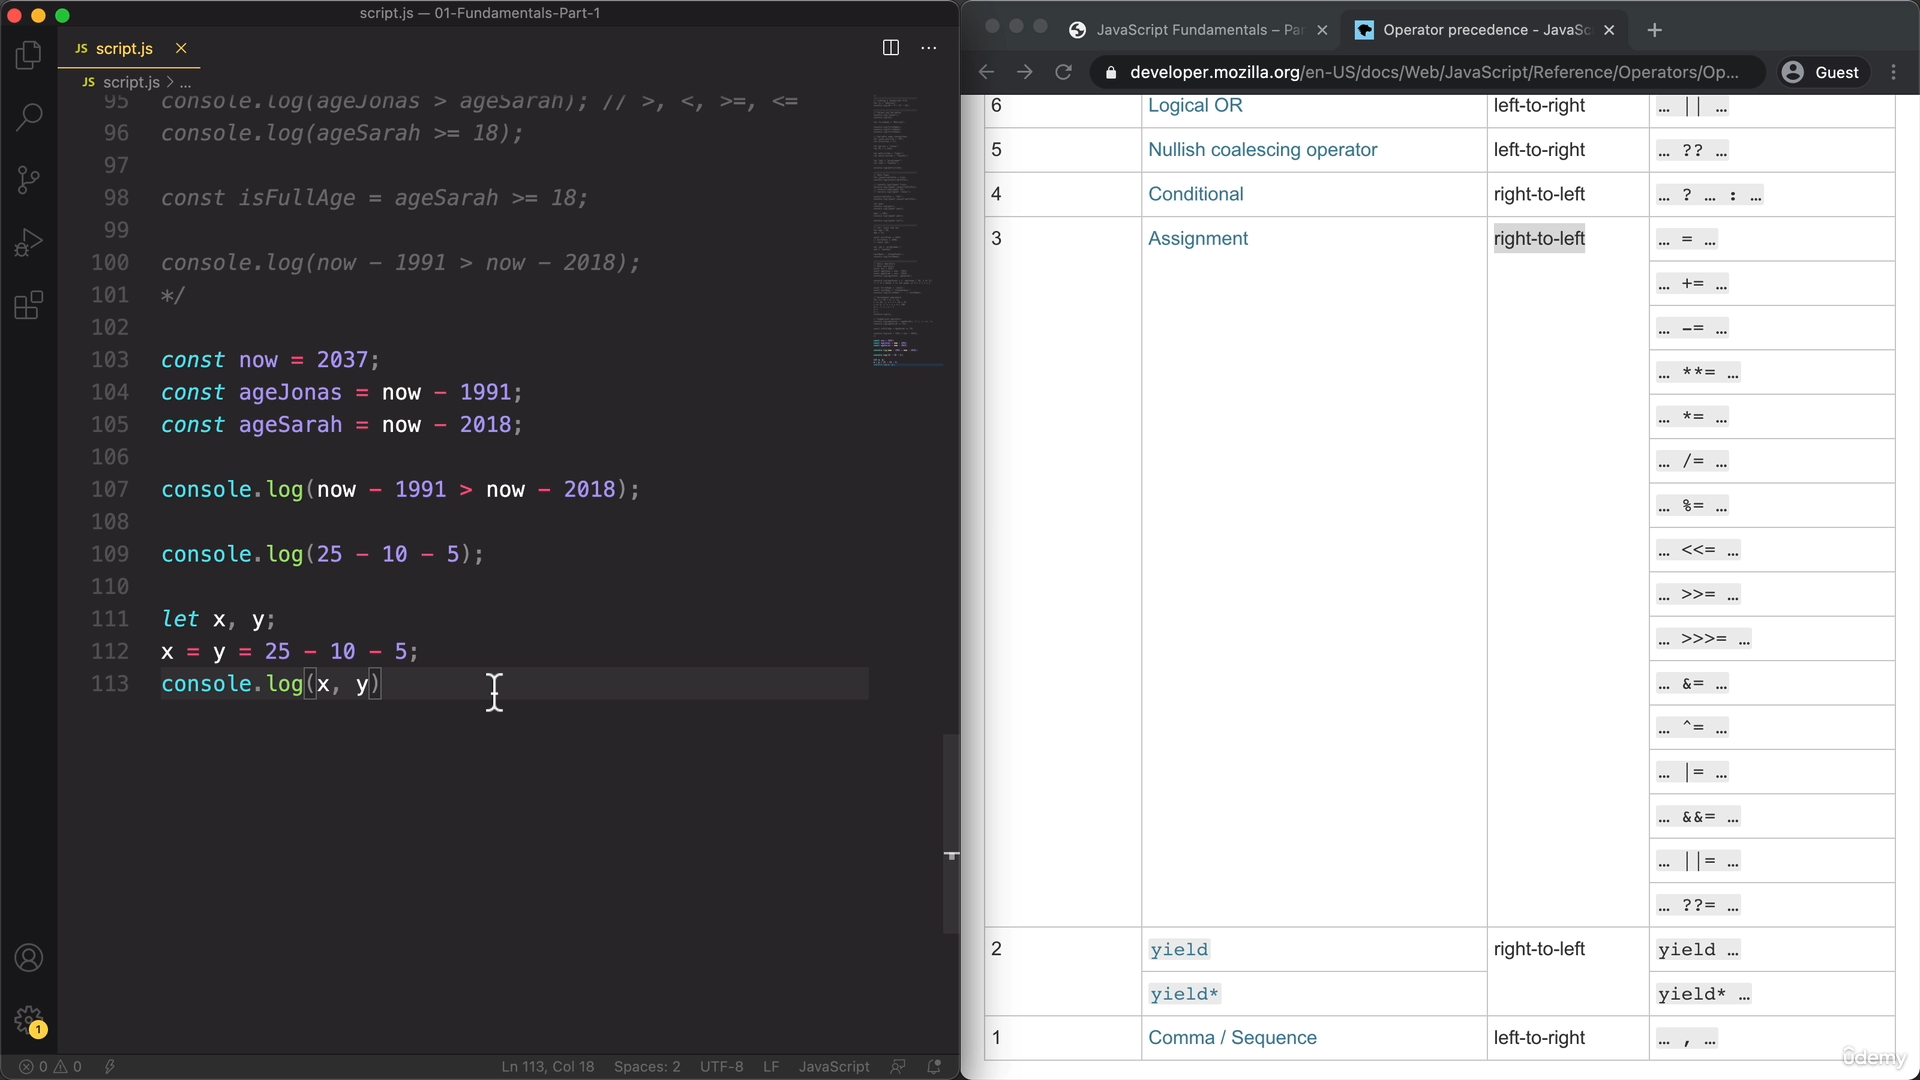 script.js — 01-Fundamentals-Part-1
JS script.js
JS script.js > ...
95 console.log(ageJonas > ageSarah); // >, <, >=, <=
96 console.log(ageSarah >= 18);
97
98 const isFullAge = ageSarah >= 18;
99
100 console.log(now - 1991 > now - 2018);
101 */
102
103 const now = 2037;
104 const ageJonas = now - 1991;
105 const ageSarah = now - 2018;
106
107 console.log(now - 1991 > now - 2018);
108
109 console.log(25 - 10 - 5);
110
111 let x, y;
112 x = y = 25 - 10 - 5;
113 console.log(x, y)
1
0 0
Ln 113, Col 18 Spaces: 2 UTF-8 LF JavaScript
JavaScript Fundamentals – Par
Operator precedence - JavaSc
developer.mozilla.org/en-US/docs/Web/JavaScript/Reference/Operators/Op...
Guest
6 Logical OR left-to-right … || …
5 Nullish coalescing operator left-to-right … ?? …
4 Conditional right-to-left … ? … : …
3 Assignment right-to-left … = …
… += …
… -= …
… **= …
… *= …
… /= …
… %= …
… <<= …
… >>= …
… >>>= …
… &= …
… ^= …
… |= …
… &&= …
… ||= …
… ??= …
2 yield right-to-left yield …
yield* yield* …
1 Comma / Sequence left-to-right … , …
ûdemy